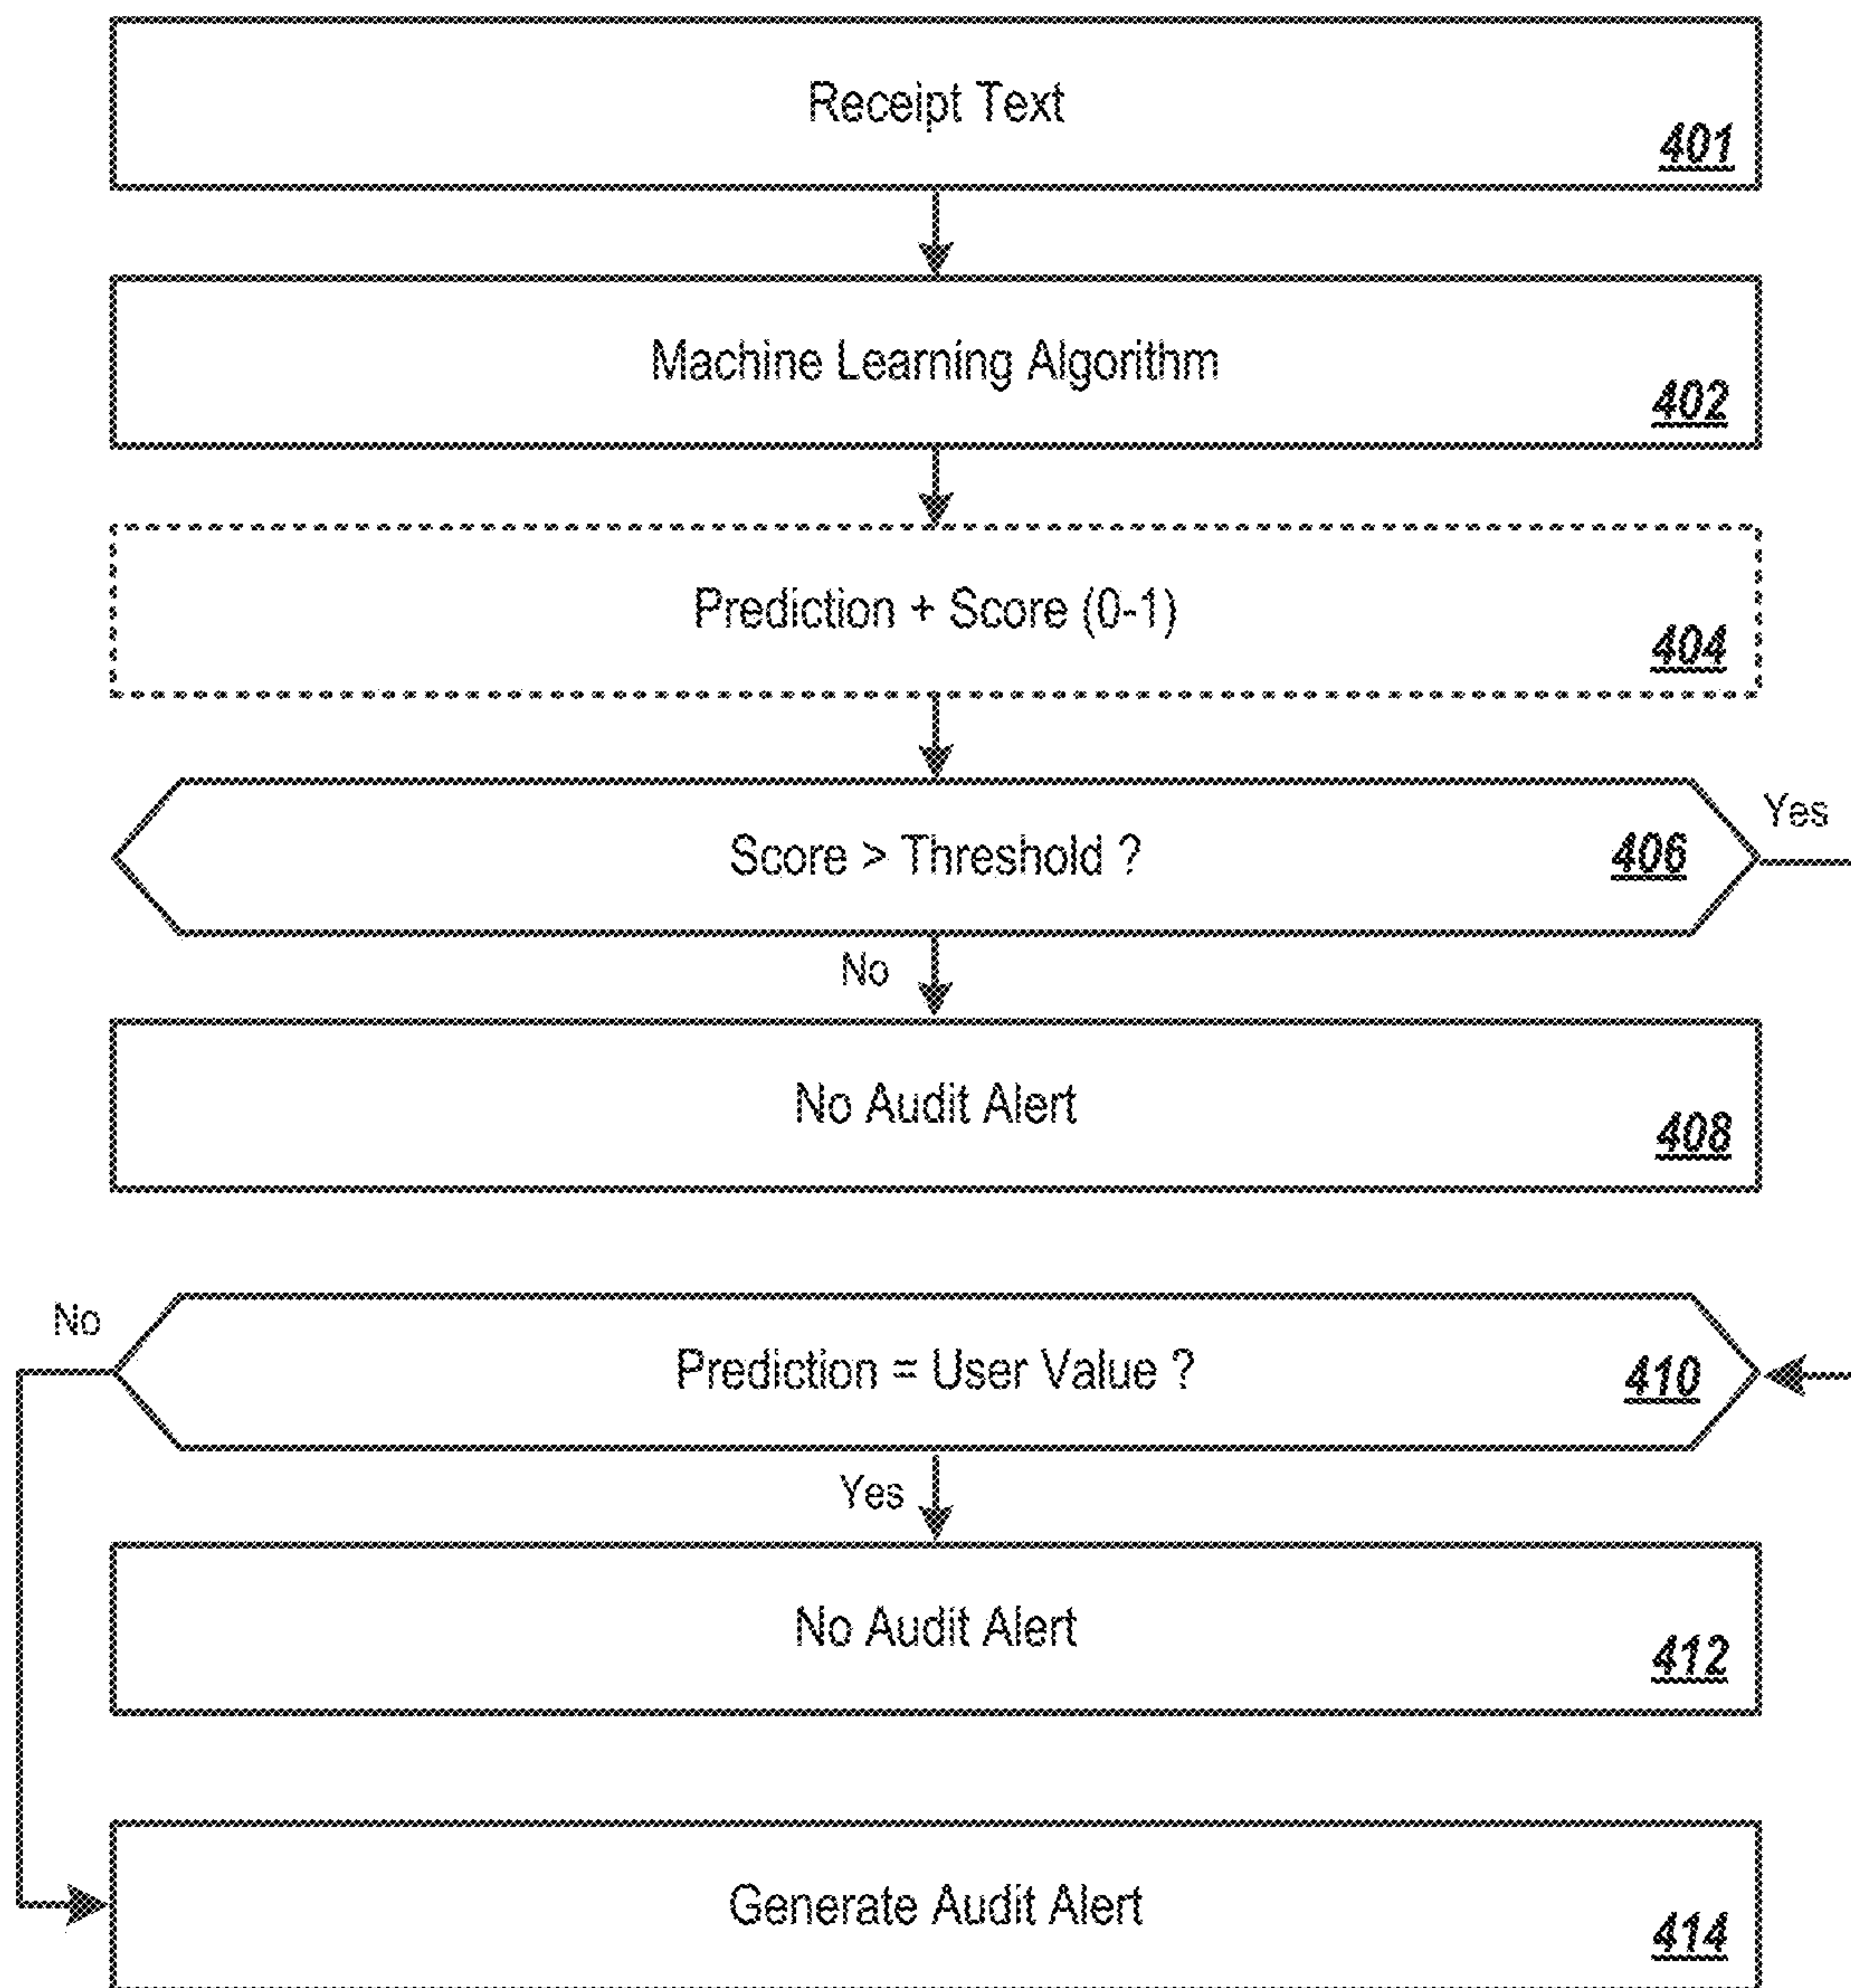 Receipt Text
401
Machine Learning Algorithm
402
Prediction + Score (0-1)
404
Yes
Score > Threshold ?
406
No
No Audit Alert
408
No
Prediction = User Value ?
410
Yes
No Audit Alert
412
Generate Audit Alert
414